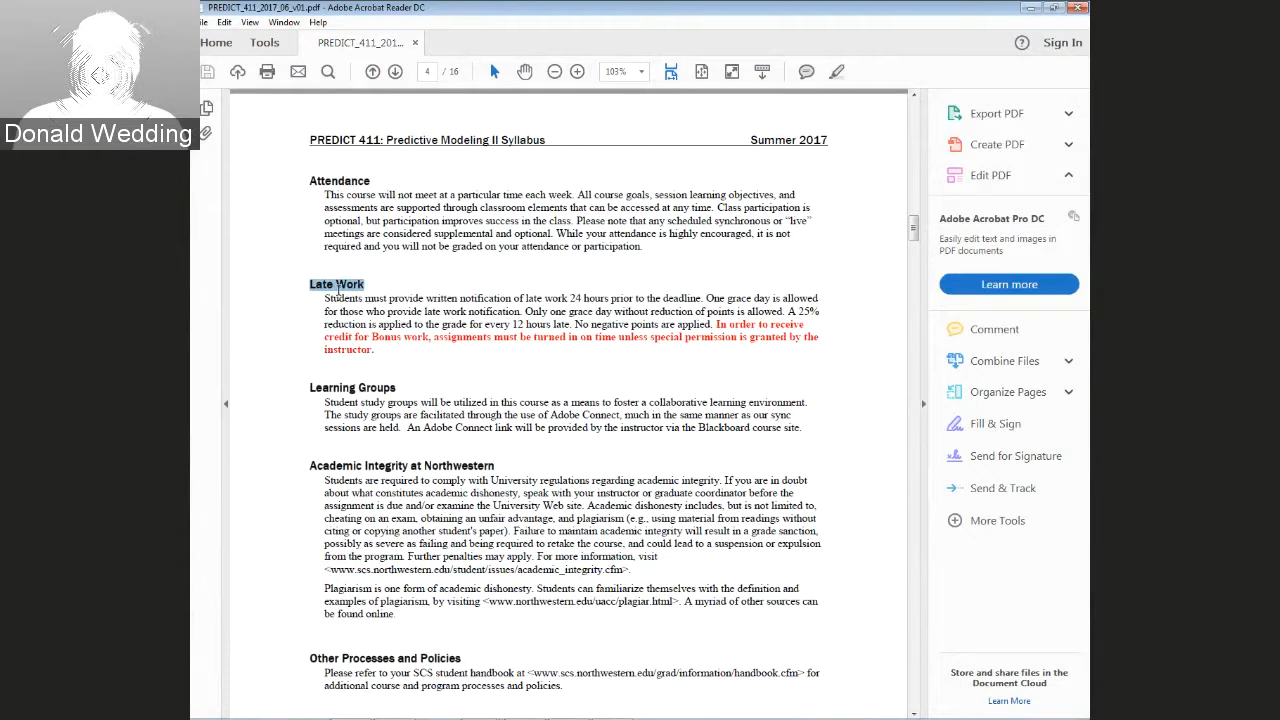 PREDICT_411_2017_06_v01.pdf - Adobe Acrobat Reader DC
ile Edit View Window Help
Home Tools PREDICT_411_201... × Sign In
4 / 16 103%
Donald Wedding
PREDICT 411: Predictive Modeling II Syllabus Summer 2017
Attendance
This course will not meet at a particular time each week. All course goals, session learning objectives, and
assessments are supported through classroom elements that can be accessed at any time. Class participation is
optional, but participation improves success in the class. Please note that any scheduled synchronous or “live”
meetings are considered supplemental and optional. While your attendance is highly encouraged, it is not
required and you will not be graded on your attendance or participation.
Late Work
Students must provide written notification of late work 24 hours prior to the deadline. One grace day is allowed
for those who provide late work notification. Only one grace day without reduction of points is allowed. A 25%
reduction is applied to the grade for every 12 hours late. No negative points are applied. In order to receive
credit for Bonus work, assignments must be turned in on time unless special permission is granted by the
instructor.
Learning Groups
Student study groups will be utilized in this course as a means to foster a collaborative learning environment.
The study groups are facilitated through the use of Adobe Connect, much in the same manner as our sync
sessions are held. An Adobe Connect link will be provided by the instructor via the Blackboard course site.
Academic Integrity at Northwestern
Students are required to comply with University regulations regarding academic integrity. If you are in doubt
about what constitutes academic dishonesty, speak with your instructor or graduate coordinator before the
assignment is due and/or examine the University Web site. Academic dishonesty includes, but is not limited to,
cheating on an exam, obtaining an unfair advantage, and plagiarism (e.g., using material from readings without
citing or copying another student's paper). Failure to maintain academic integrity will result in a grade sanction,
possibly as severe as failing and being required to retake the course, and could lead to a suspension or expulsion
from the program. Further penalties may apply. For more information, visit
<www.scs.northwestern.edu/student/issues/academic_integrity.cfm>.
Plagiarism is one form of academic dishonesty. Students can familiarize themselves with the definition and
examples of plagiarism, by visiting <www.northwestern.edu/uacc/plagiar.html>. A myriad of other sources can
be found online.
Other Processes and Policies
Please refer to your SCS student handbook at <www.scs.northwestern.edu/grad/information/handbook.cfm> for
additional course and program processes and policies.
Export PDF
Create PDF
Edit PDF
Adobe Acrobat Pro DC
Easily edit text and images in
PDF documents
Learn more
Comment
Combine Files
Organize Pages
Fill & Sign
Send for Signature
Send & Track
More Tools
Store and share files in the
Document Cloud
Learn More